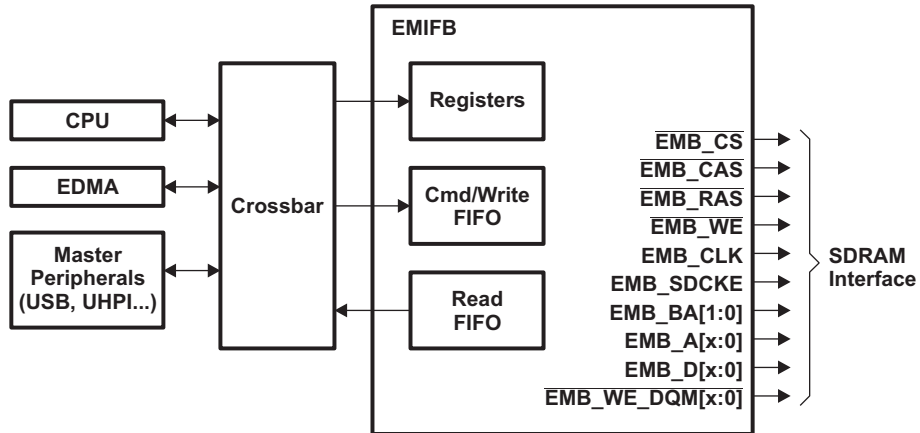 EMIFB
Registers
CPU
EDMA
Crossbar
Cmd/Write
FIFO
Master
Peripherals
(USB, UHPI...)
Read
FIFO
EMB_CS
EMB_CAS
EMB_RAS
EMB_WE
EMB_CLK
EMB_SDCKE
EMB_BA[1:0]
EMB_A[x:0]
EMB_D[x:0]
EMB_WE_DQM[x:0]
SDRAM
Interface